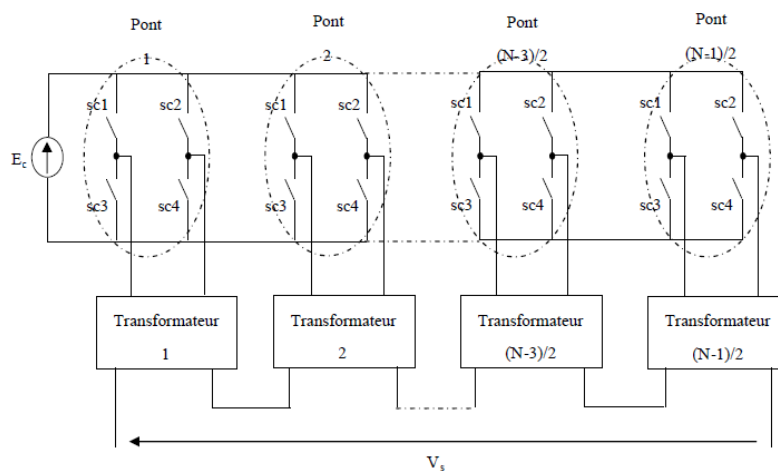 Pont
1
Pont
2
Pont
(N-3)/2
Pont
(N-1)/2
sc1
sc2
sc1
sc2
sc1
sc2
sc1
sc2
Ec
sc3
sc4
sc3
sc4
sc3
sc4
sc3
sc4
Transformateur
1
Transformateur
2
Transformateur
(N-3)/2
Transformateur
(N-1)/2
Vs